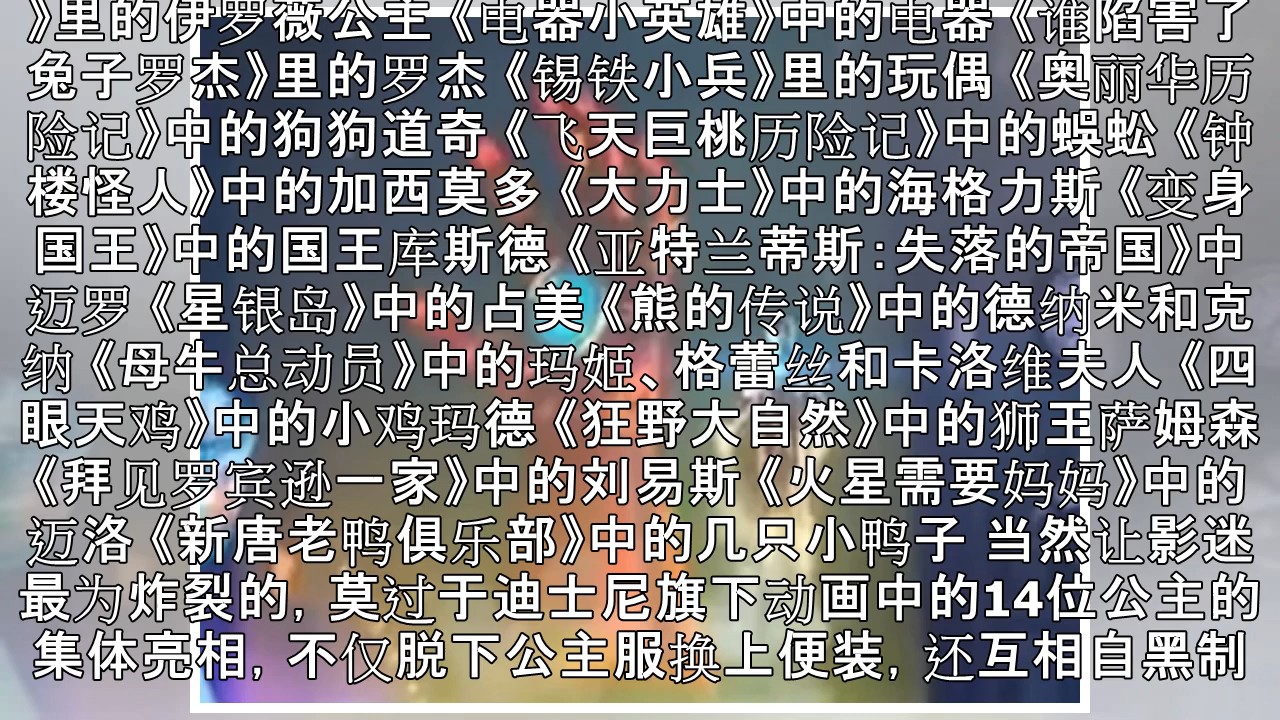 》里的伊罗薇公主《电器小英雄》中的电器《谁陷害了
兔子罗杰》里的罗杰《锡铁小兵》里的玩偶《奥丽华历
险记》中的狗狗道奇《飞天巨桃历险记》中的蜈蚣《钟
楼怪人》中的加西莫多《大力士》中的海格力斯《变身
国王》中的国王库斯德《亚特兰蒂斯:失落的帝国》中
迈罗《星银岛》中的占美《熊的传说》中的德纳米和克
纳《母牛总动员》中的玛姬、格蕾丝和卡洛维夫人《四
眼天鸡》中的小鸡玛德《狂野大自然》中的狮王萨姆森
《拜见罗宾逊一家》中的刘易斯《火星需要妈妈》中的
迈洛《新唐老鸭俱乐部》中的几只小鸭子 当然让影迷
最为炸裂的, 莫过于迪士尼旗下动画中的14位公主的
集体亮相, 不仅脱下公主服换上便装, 还互相自黑制